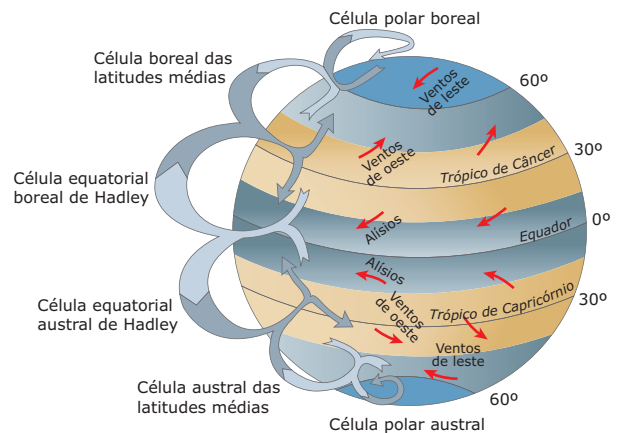 Célula polar boreal
Célula boreal das
latitudes médias
Ventos
de leste
60º
Ventos
de oeste
30º
Trópico de Câncer
Célula equatorial
boreal de Hadley
Alísios
Equador
0º
Alísios
Célula equatorial
austral de Hadley
Ventos
de oeste
Trópico de Capricórnio
30º
Ventos
de leste
Célula austral das
latitudes médias
60º
Célula polar austral